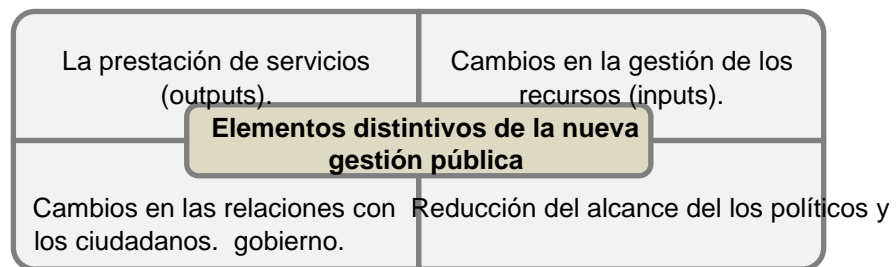 La prestación de servicios
(outputs).
Cambios en la gestión de los
recursos (inputs).
Elementos distintivos de la nueva
gestión pública
Cambios en las relaciones con
los ciudadanos. gobierno.
Reducción del alcance del los políticos y